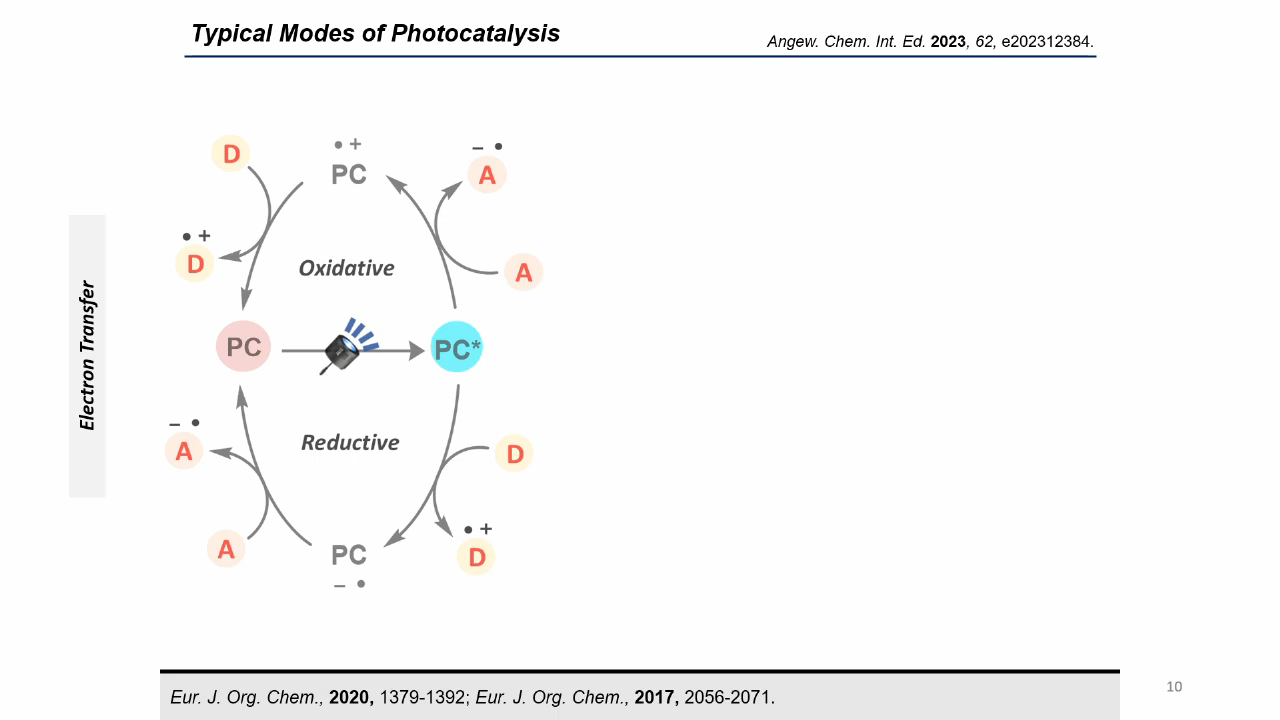 Typical Modes of Photocatalysis
Angew. Chem. Int. Ed. 2023, 62, e202312384.
Electron Transfer
D
• +
PC
– •
A
• +
D
Oxidative
A
PC
PC*
– •
A
Reductive
D
A
PC
– •
• +
D
Eur. J. Org. Chem., 2020, 1379-1392; Eur. J. Org. Chem., 2017, 2056-2071.
10